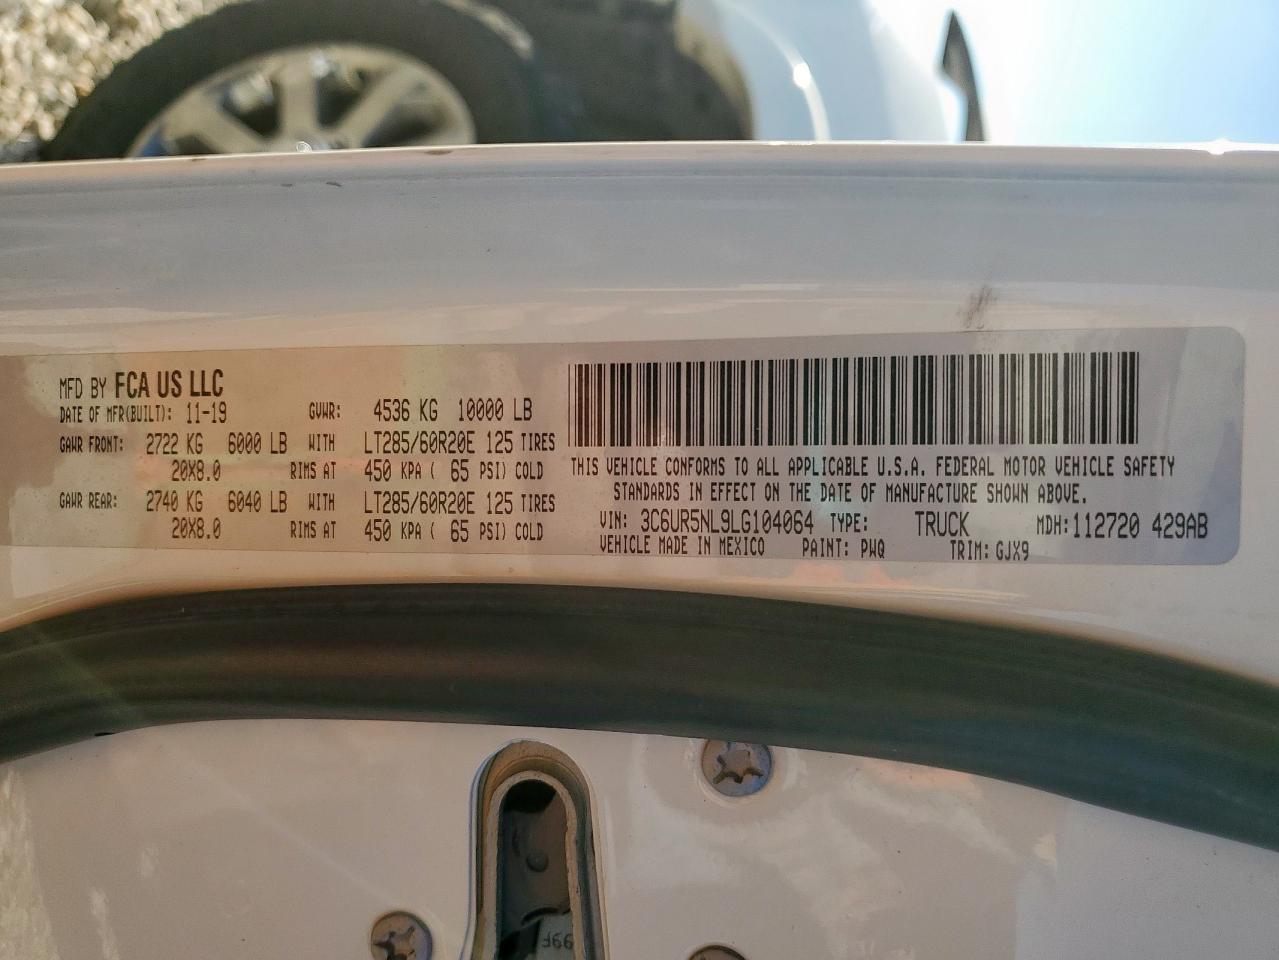 MFD BY FCA US LLC
DATE OF MFR(BUILT): 11-19 GVWR: 4536 KG 10000 LB
GAWR FRONT: 2722 KG 6000 LB WITH LT285/60R20E 125 TIRES
20X8.0 RIMS AT 450 KPA ( 65 PSI) COLD
GAWR REAR: 2740 KG 6040 LB WITH LT285/60R20E 125 TIRES
20X8.0 RIMS AT 450 KPA ( 65 PSI) COLD
THIS VEHICLE CONFORMS TO ALL APPLICABLE U.S.A. FEDERAL MOTOR VEHICLE SAFETY
STANDARDS IN EFFECT ON THE DATE OF MANUFACTURE SHOWN ABOVE.
VIN: 3C6UR5NL9LG104064 TYPE: TRUCK MDH:112720 429AB
VEHICLE MADE IN MEXICO PAINT: PWQ TRIM: GJX9